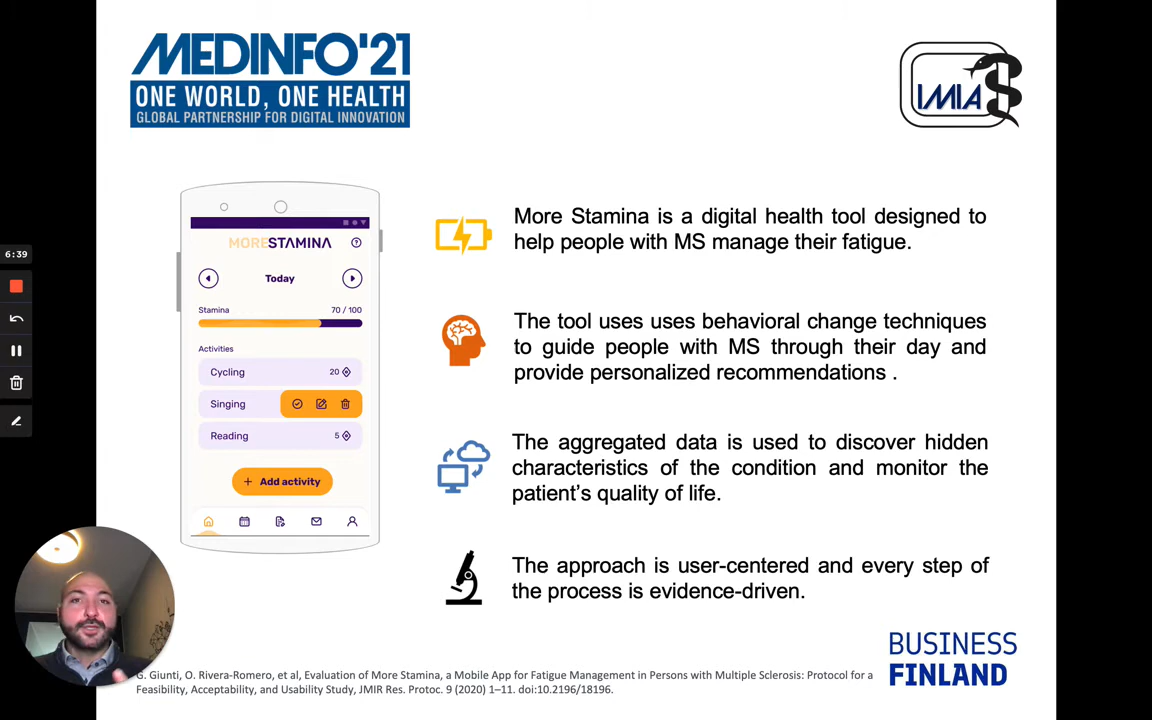 MEDINFO'21
ONE WORLD, ONE HEALTH
GLOBAL PARTNERSHIP FOR DIGITAL INNOVATION
IMIA
6:39
MORESTAMINA
Today
Stamina 70 / 100
Activities
Cycling 20
Singing
Reading 5
+ Add activity
More Stamina is a digital health tool designed to
help people with MS manage their fatigue.
The tool uses uses behavioral change techniques
to guide people with MS through their day and
provide personalized recommendations .
The aggregated data is used to discover hidden
characteristics of the condition and monitor the
patient's quality of life.
The approach is user-centered and every step of
the process is evidence-driven.
BUSINESS
FINLAND
G. Giunti, O. Rivera-Romero, et al, Evaluation of More Stamina, a Mobile App for Fatigue Management in Persons with Multiple Sclerosis: Protocol for a
Feasibility, Acceptability, and Usability Study, JMIR Res. Protoc. 9 (2020) 1–11. doi:10.2196/18196.